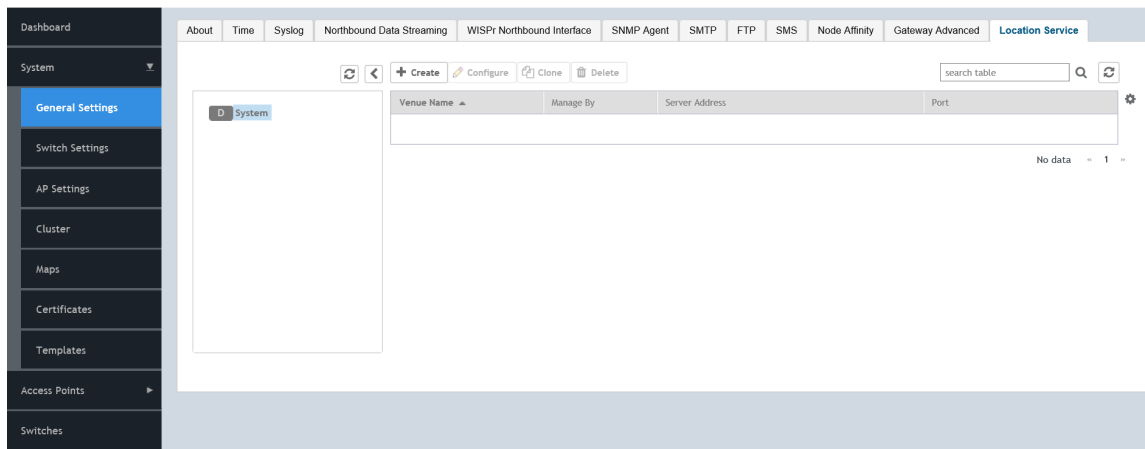 Dashboard
System
General Settings
Switch Settings
AP Settings
Cluster
Maps
Certificates
Templates
Access Points
Switches
About Time Syslog Northbound Data Streaming WISPr Northbound Interface SNMP Agent SMTP FTP SMS Node Affinity Gateway Advanced Location Service
+ Create Configure Clone Delete search table
D System
Venue Name Manage By Server Address Port
No data « 1 »